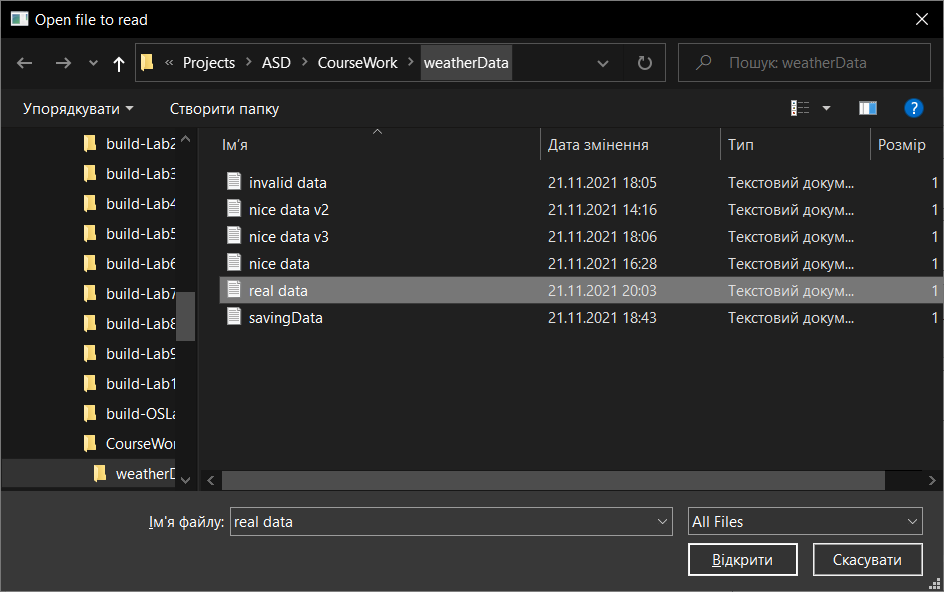 Open file to read
« Projects > ASD > CourseWork > weatherData
Пошук: weatherData
Упорядкувати
Створити папку
Ім’я
Дата змінення
Тип
Розмір
build-Lab2
build-Lab3
build-Lab4
build-Lab5
build-Lab6
build-Lab7
build-Lab8
build-Lab9
build-Lab1
build-OSLa
CourseWor
weatherD
invalid data 21.11.2021 18:05 Текстовий докум... 1
nice data v2 21.11.2021 14:16 Текстовий докум... 1
nice data v3 21.11.2021 18:06 Текстовий докум... 1
nice data 21.11.2021 16:28 Текстовий докум... 1
real data 21.11.2021 20:03 Текстовий докум... 1
savingData 21.11.2021 18:43 Текстовий докум... 1
Ім’я файлу: real data
All Files
Відкрити
Скасувати